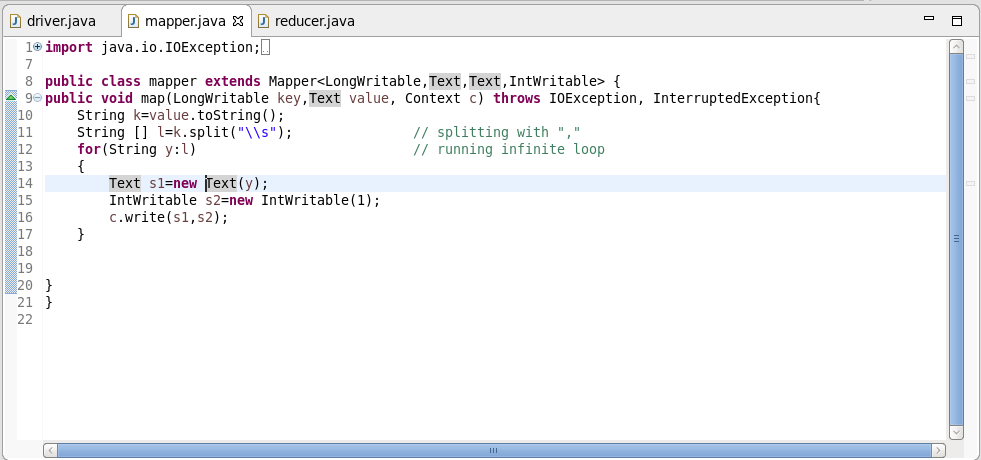 driver.java mapper.java reducer.java
1 import java.io.IOException;
7
8 public class mapper extends Mapper<LongWritable,Text,Text,IntWritable> {
9 public void map(LongWritable key,Text value, Context c) throws IOException, InterruptedException{
10 String k=value.toString();
11 String [] l=k.split("\\s"); // splitting with ","
12 for(String y:l) // running infinite loop
13 {
14 Text s1=new Text(y);
15 IntWritable s2=new IntWritable(1);
16 c.write(s1,s2);
17 }
18
19
20 }
21 }
22